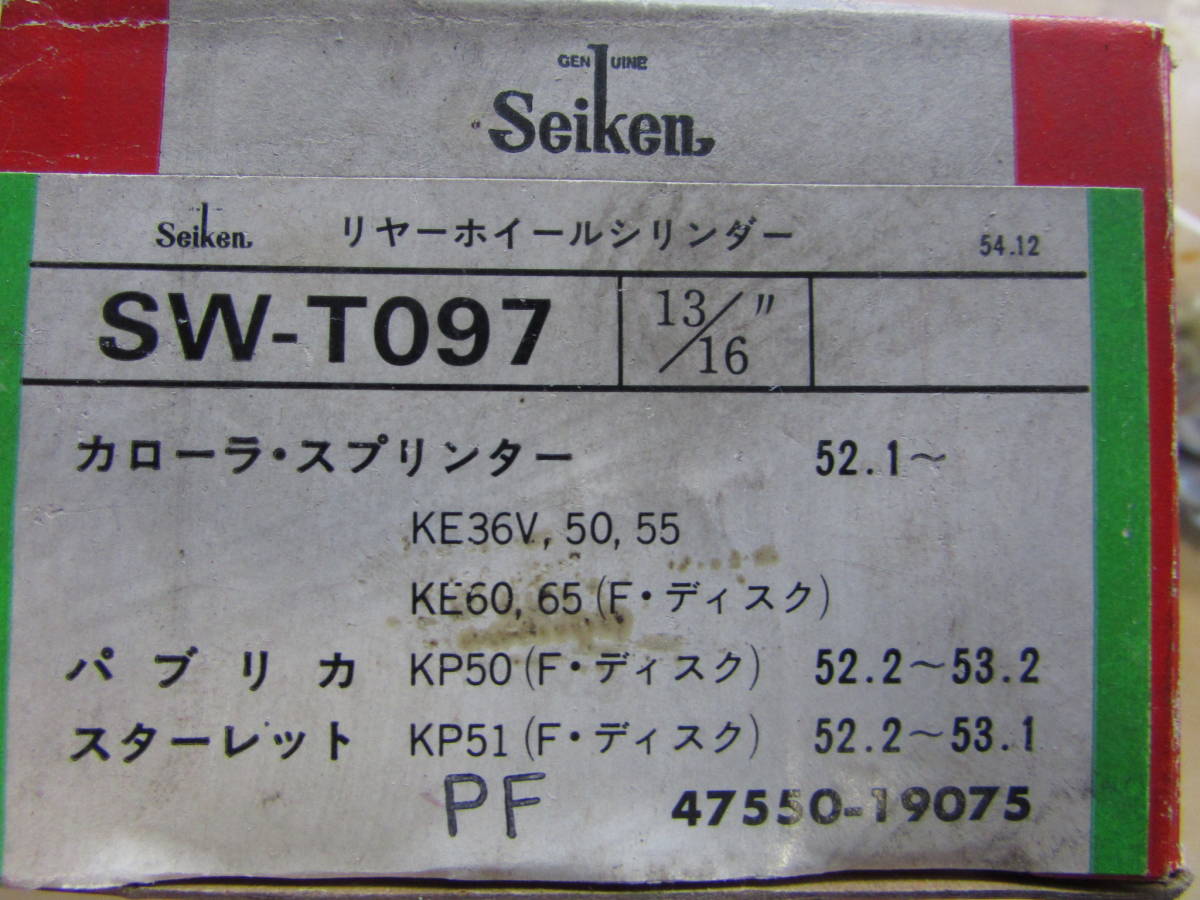 GENUINE
Seiken
Seiken リヤーホイールシリンダー 54.12
SW-T097 13/16″
カローラ・スプリンター 52.1～
KE36V, 50, 55
KE60, 65 (F・ディスク)
パブリカ KP50 (F・ディスク) 52.2～53.2
スターレット KP51 (F・ディスク) 52.2～53.1
PF 47550-19075